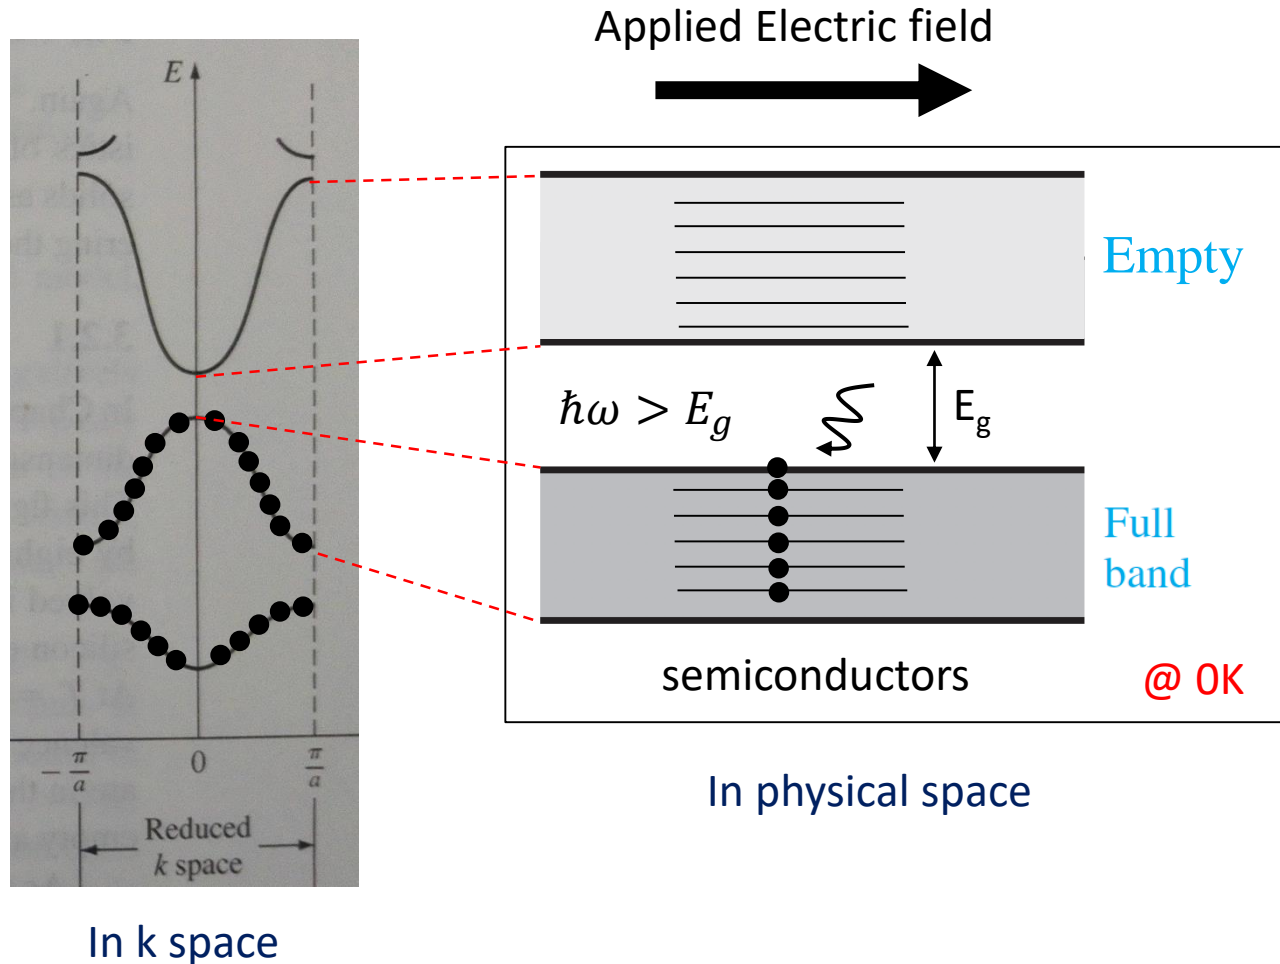 Applied Electric field
E
Empty
ℏω > E_g
E_g
Full
band
semiconductors
@ 0K
-π/a
0
π/a
Reduced
k space
In physical space
In k space